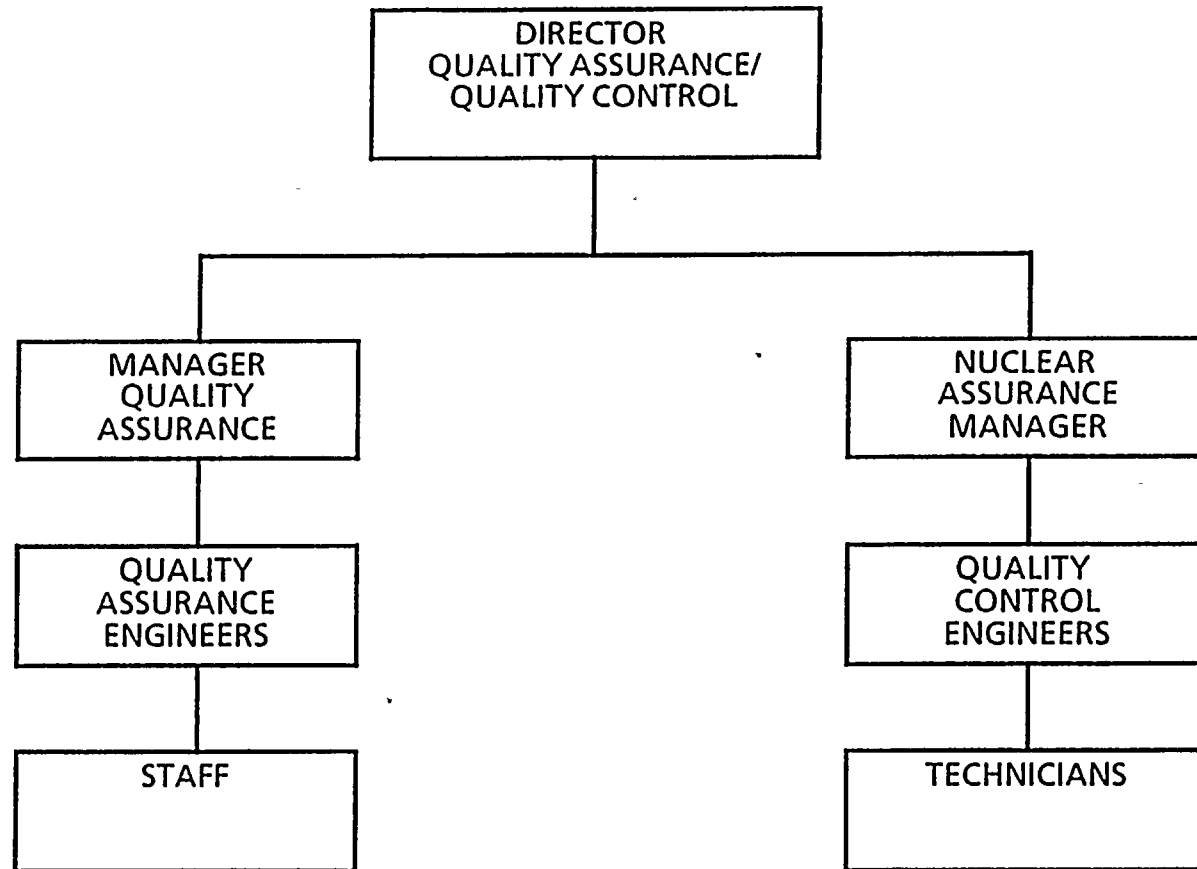 DIRECTOR
QUALITY ASSURANCE/
QUALITY CONTROL
MANAGER
QUALITY
ASSURANCE
NUCLEAR
ASSURANCE
MANAGER
QUALITY
ASSURANCE
ENGINEERS
QUALITY
CONTROL
ENGINEERS
STAFF
TECHNICIANS